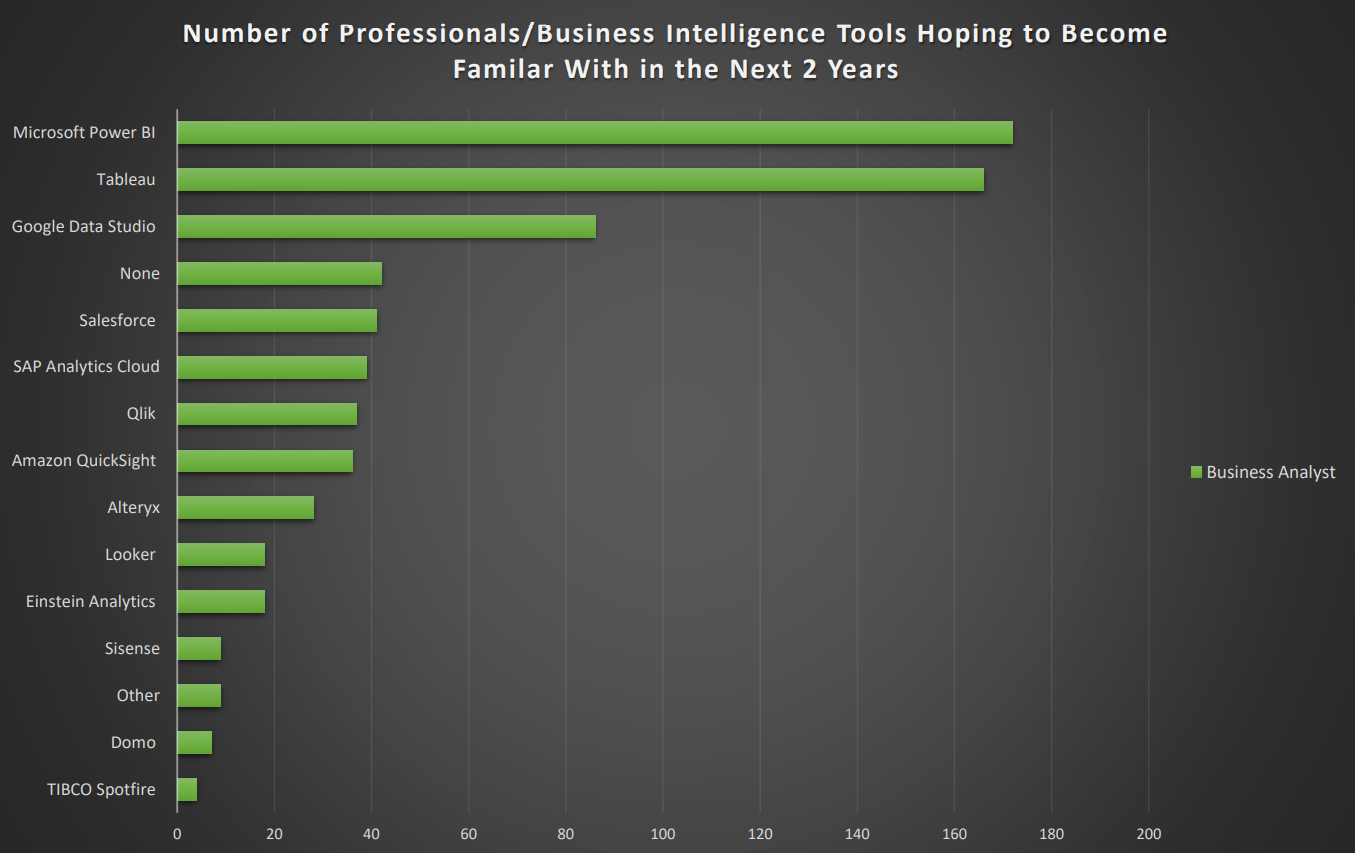 Number of Professionals/Business Intelligence Tools Hoping to Become
Familar With in the Next 2 Years
Microsoft Power BI
Tableau
Google Data Studio
None
Salesforce
SAP Analytics Cloud
Qlik
Amazon QuickSight
Alteryx
Looker
Einstein Analytics
Sisense
Other
Domo
TIBCO Spotfire
0 20 40 60 80 100 120 140 160 180 200
Business Analyst